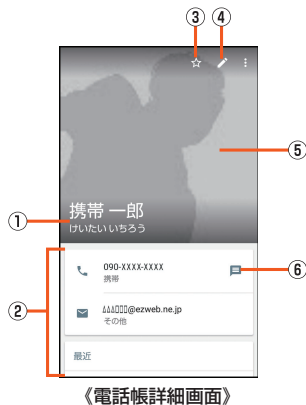 ③ ④
⑤
①
携帯 一郎
けいたい いちろう
②
090-XXXX-XXXX
携帯
⑥
△△△□□□@ezweb.ne.jp
その他
最近
《電話帳詳細画面》